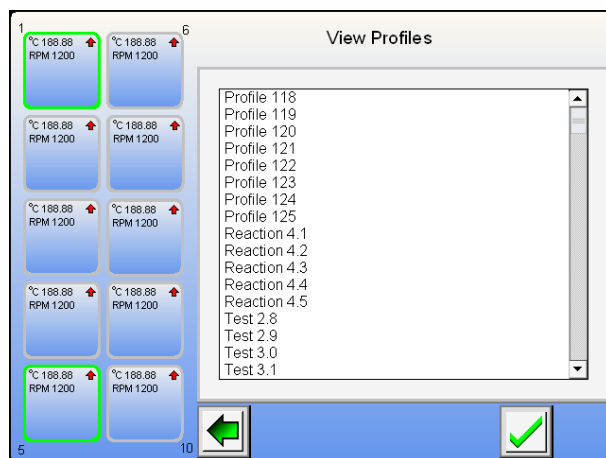 1
6
°C 188.88
RPM 1200
°C 188.88
RPM 1200
°C 188.88
RPM 1200
°C 188.88
RPM 1200
°C 188.88
RPM 1200
°C 188.88
RPM 1200
°C 188.88
RPM 1200
°C 188.88
RPM 1200
°C 188.88
RPM 1200
°C 188.88
RPM 1200
5
10
View Profiles
Profile 118
Profile 119
Profile 120
Profile 121
Profile 122
Profile 123
Profile 124
Profile 125
Reaction 4.1
Reaction 4.2
Reaction 4.3
Reaction 4.4
Reaction 4.5
Test 2.8
Test 2.9
Test 3.0
Test 3.1